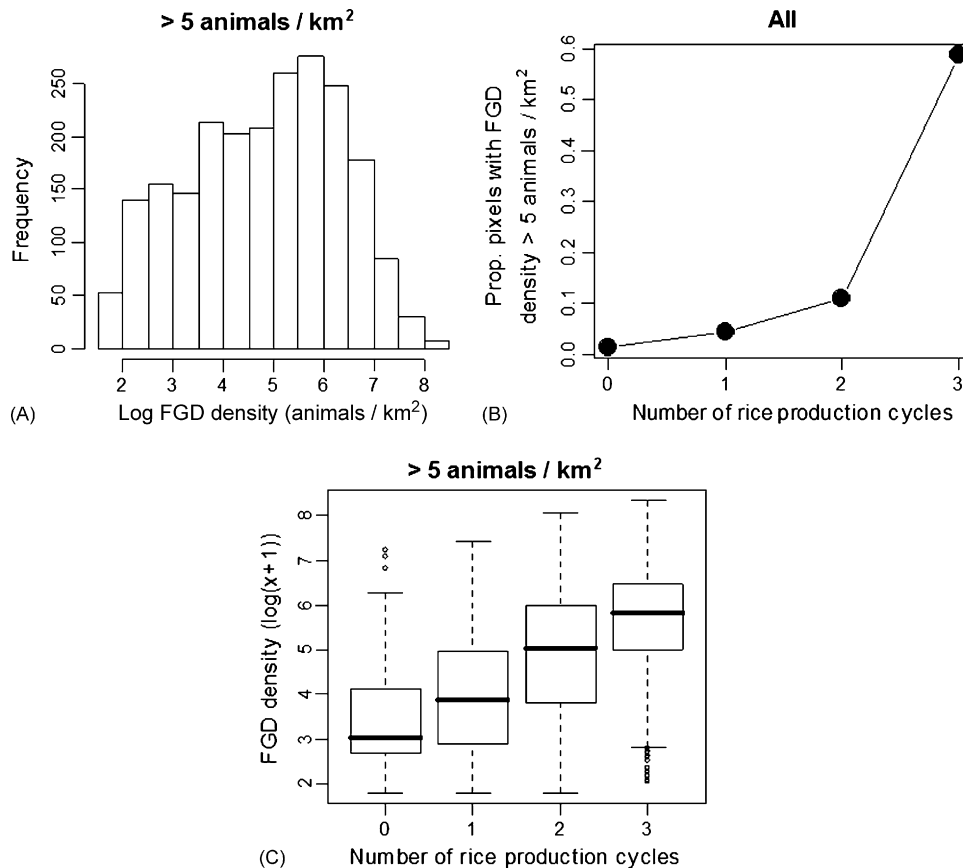 > 5 animals / km²
Frequency
0 50 100 150 200 250
2 3 4 5 6 7 8
Log FGD density (animals / km²)
(A)
All
Prop. pixels with FGD
density > 5 animals / km²
0.0 0.1 0.2 0.3 0.4 0.5 0.6
0 1 2 3
Number of rice production cycles
(B)
> 5 animals / km²
FGD density (log(x+1))
2 3 4 5 6 7 8
0 1 2 3
Number of rice production cycles
(C)